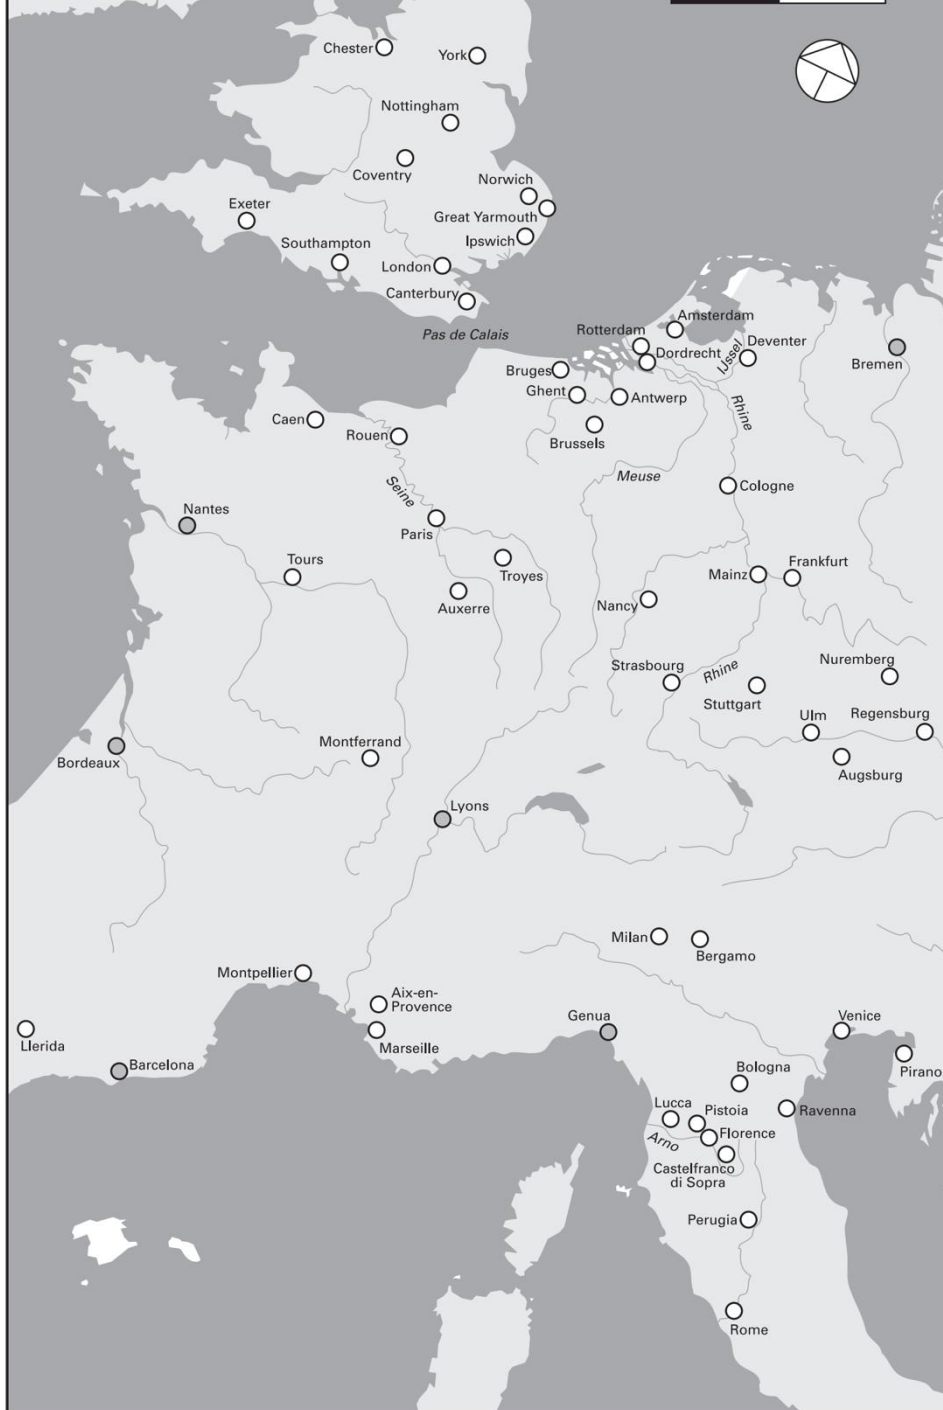 Chester
York
Nottingham
Coventry
Norwich
Exeter
Great Yarmouth
Southampton
Ipswich
London
Canterbury
Pas de Calais
Amsterdam
Rotterdam
Deventer
Dordrecht
IJssel
Bremen
Bruges
Ghent
Antwerp
Rhine
Caen
Rouen
Brussels
Meuse
Seine
Cologne
Nantes
Paris
Tours
Troyes
Mainz
Frankfurt
Auxerre
Nancy
Nuremberg
Strasbourg
Rhine
Stuttgart
Ulm
Regensburg
Montferrand
Bordeaux
Augsburg
Lyons
Milan
Bergamo
Montpellier
Aix-en-
Provence
Genua
Venice
Llerida
Marseille
Barcelona
Bologna
Pirano
Lucca
Pistoia
Ravenna
Florence
Arno
Castelfranco
di Sopra
Perugia
Rome